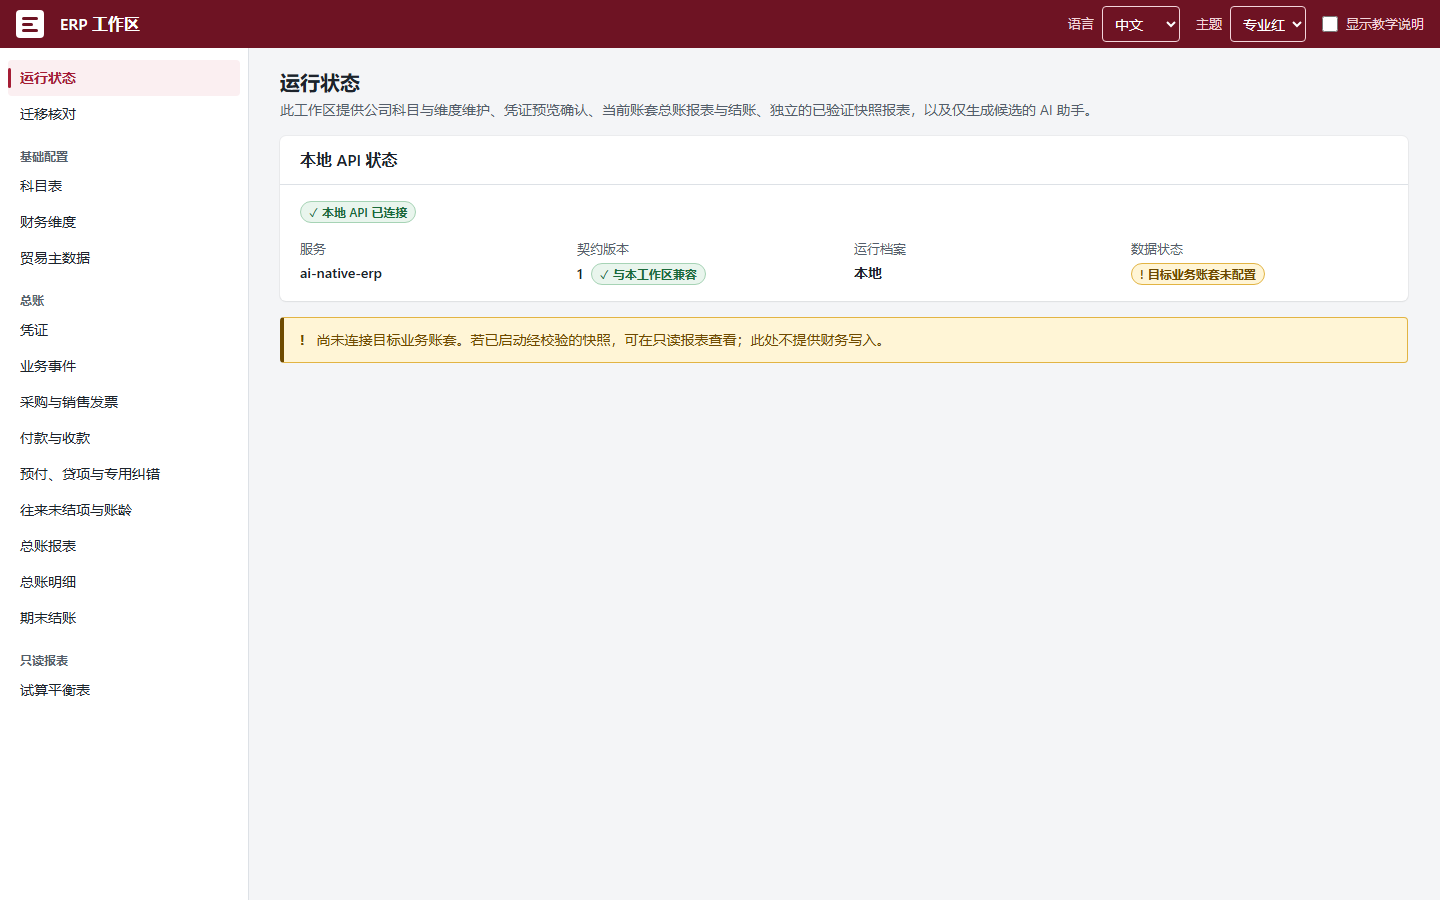 ERP 工作区
语言 中文 主题 专业红 显示教学说明
运行状态
迁移核对
基础配置
科目表
财务维度
贸易主数据
总账
凭证
业务事件
采购与销售发票
付款与收款
预付、贷项与专用纠错
往来未结项与账龄
总账报表
总账明细
期末结账
只读报表
试算平衡表
运行状态
此工作区提供公司科目与维度维护、凭证预览确认、当前账套总账报表与结账、独立的已验证快照报表，以及仅生成候选的 AI 助手。
本地 API 状态
✓ 本地 API 已连接
服务 契约版本 运行档案 数据状态
ai-native-erp 1 ✓ 与本工作区兼容 本地 ! 目标业务账套未配置
! 尚未连接目标业务账套。若已启动经校验的快照，可在只读报表查看；此处不提供财务写入。